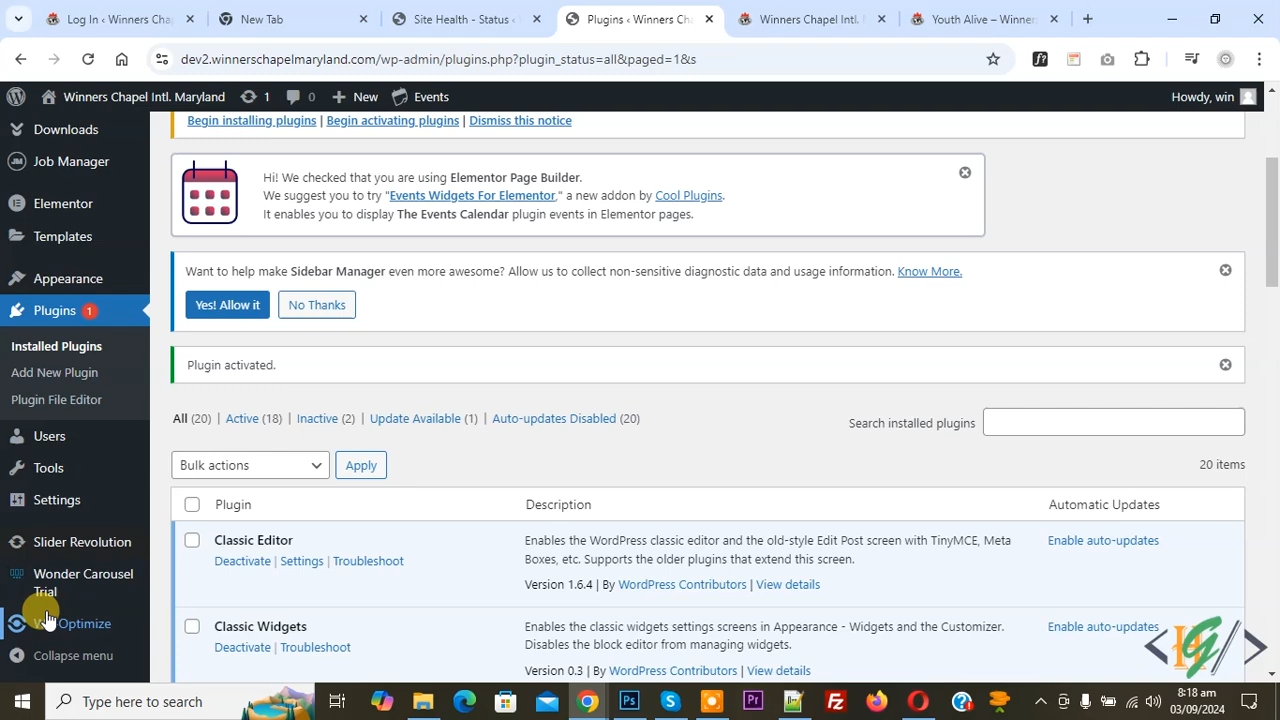 Log In ‹ Winners Cha
New Tab
Site Health - Status ‹
Plugins ‹ Winners Cha
Winners Chapel Intl.
Youth Alive – Winner
dev2.winnerschapelmaryland.com/wp-admin/plugins.php?plugin_status=all&paged=1&s
Winners Chapel Intl. Maryland
1
0
New
Events
Howdy, win
Downloads
Job Manager
Elementor
Templates
Appearance
Plugins 1
Installed Plugins
Add New Plugin
Plugin File Editor
Users
Tools
Settings
Slider Revolution
Wonder Carousel
Trial
WP-Optimize
Collapse menu
Begin installing plugins | Begin activating plugins | Dismiss this notice
Hi! We checked that you are using Elementor Page Builder.
We suggest you to try "Events Widgets For Elementor," a new addon by Cool Plugins.
It enables you to display The Events Calendar plugin events in Elementor pages.
Want to help make Sidebar Manager even more awesome? Allow us to collect non-sensitive diagnostic data and usage information. Know More.
Yes! Allow it
No Thanks
Plugin activated.
All (20) | Active (18) | Inactive (2) | Update Available (1) | Auto-updates Disabled (20)
Search installed plugins
Bulk actions
Apply
20 items
Plugin
Description
Automatic Updates
Classic Editor
Deactivate | Settings | Troubleshoot
Enables the WordPress classic editor and the old-style Edit Post screen with TinyMCE, Meta
Boxes, etc. Supports the older plugins that extend this screen.
Version 1.6.4 | By WordPress Contributors | View details
Enable auto-updates
Classic Widgets
Deactivate | Troubleshoot
Enables the classic widgets settings screens in Appearance - Widgets and the Customizer.
Disables the block editor from managing widgets.
Version 0.3 | By WordPress Contributors | View details
Enable auto-updates
Type here to search
8:18 am
03/09/2024